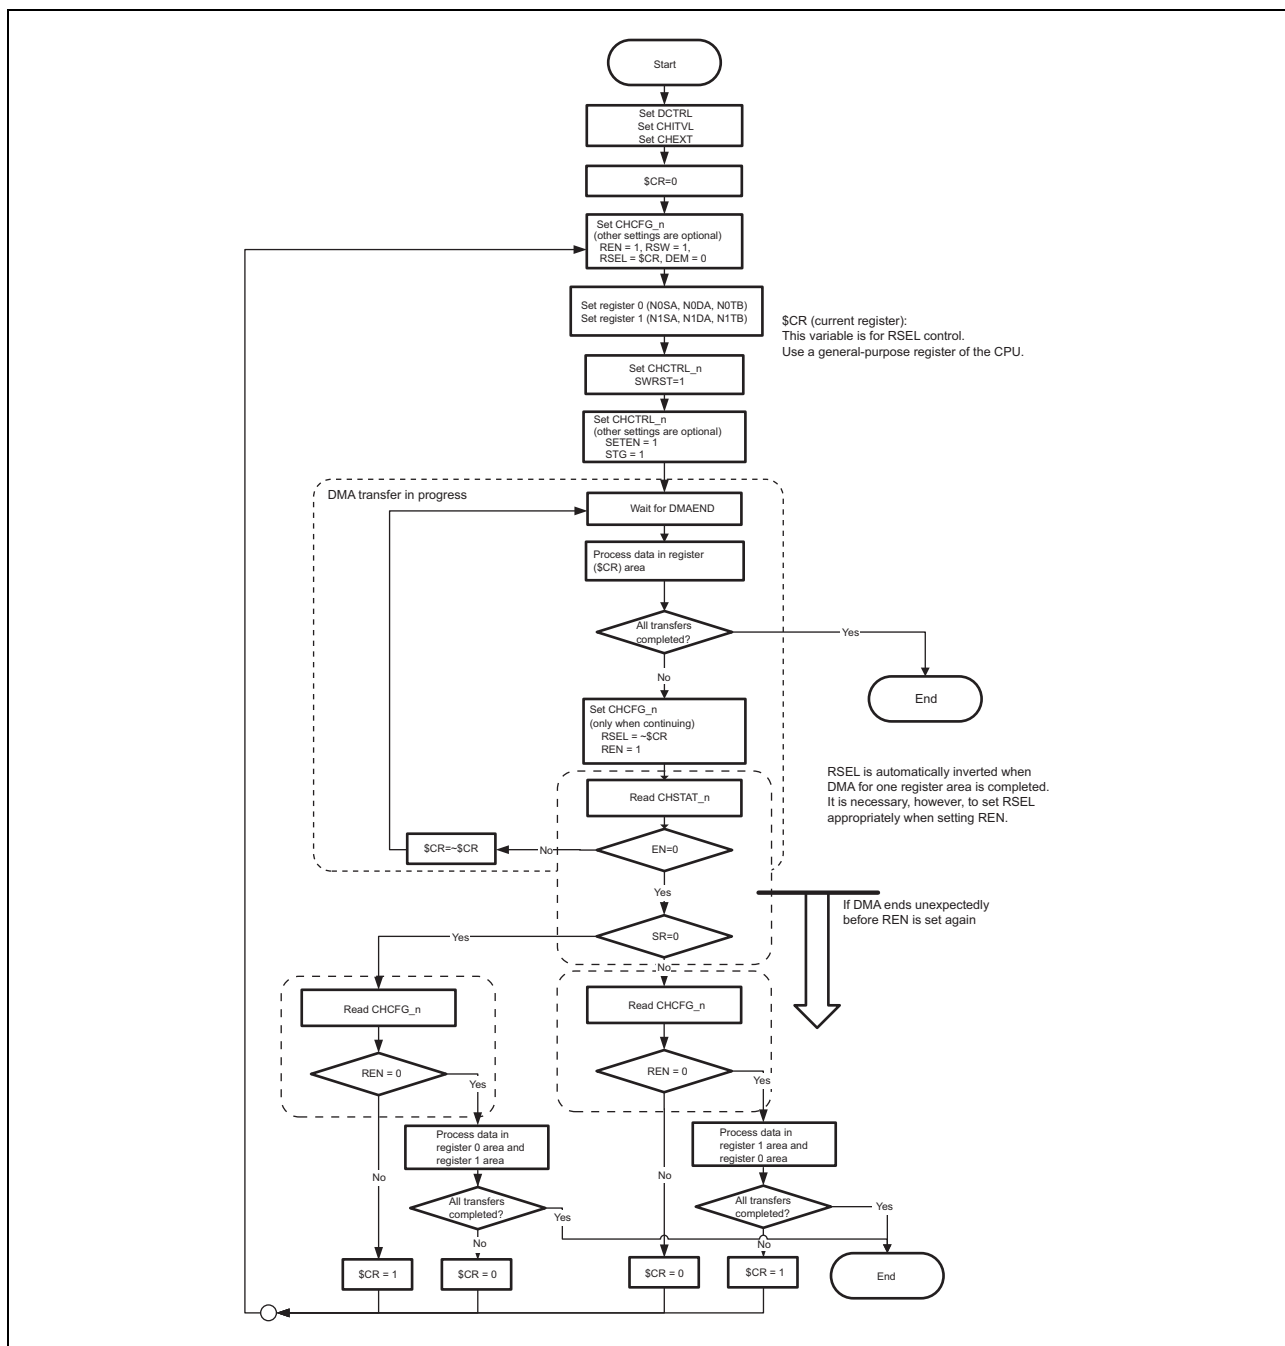 Start
Set DCTRL
Set CHITVL
Set CHEXT
$CR=0
Set CHCFG_n
(other settings are optional)
REN = 1, RSW = 1,
RSEL = $CR, DEM = 0
Set register 0 (N0SA, N0DA, N0TB)
Set register 1 (N1SA, N1DA, N1TB)
$CR (current register):
This variable is for RSEL control.
Use a general-purpose register of the CPU.
Set CHCTRL_n
SWRST=1
Set CHCTRL_n
(other settings are optional)
SETEN = 1
STG = 1
DMA transfer in progress
Wait for DMAEND
Process data in register
($CR) area
All transfers
completed?
Yes
No
End
Set CHCFG_n
(only when continuing)
RSEL = ~$CR
REN = 1
RSEL is automatically inverted when
DMA for one register area is completed.
It is necessary, however, to set RSEL
appropriately when setting REN.
Read CHSTAT_n
$CR=~$CR
No
EN=0
Yes
If DMA ends unexpectedly
before REN is set again
Yes
SR=0
No
Read CHCFG_n
Read CHCFG_n
REN = 0
Yes
REN = 0
Yes
Process data in
register 0 area and
register 1 area
Process data in
register 1 area and
register 0 area
No
No
All transfers
completed?
Yes
All transfers
completed?
Yes
No
No
$CR = 1
$CR = 0
$CR = 0
$CR = 1
End